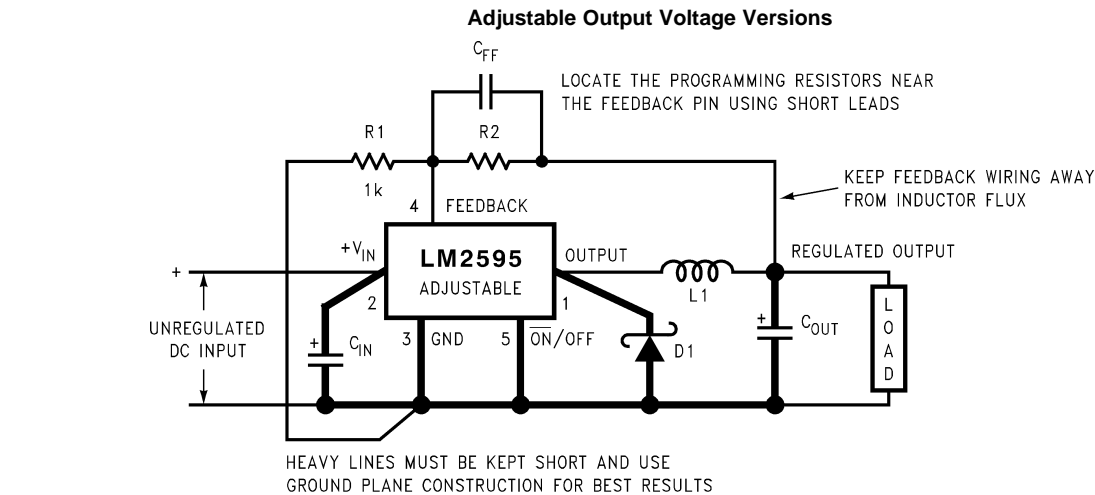 Adjustable Output Voltage Versions
CFF
LOCATE THE PROGRAMMING RESISTORS NEAR
THE FEEDBACK PIN USING SHORT LEADS
R1
R2
1k
KEEP FEEDBACK WIRING AWAY
FROM INDUCTOR FLUX
4
FEEDBACK
+VIN
LM2595
ADJUSTABLE
OUTPUT
REGULATED OUTPUT
+
2
1
L1
UNREGULATED
DC INPUT
+
CIN
3
GND
5
ON/OFF
D1
+
COUT
LOAD
HEAVY LINES MUST BE KEPT SHORT AND USE
GROUND PLANE CONSTRUCTION FOR BEST RESULTS